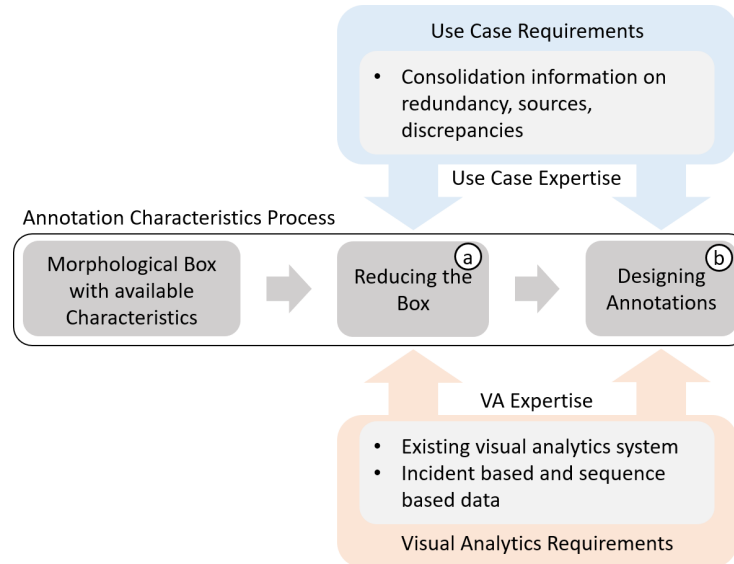 Use Case Requirements
• Consolidation information on
redundancy, sources,
discrepancies
Use Case Expertise
Annotation Characteristics Process
Morphological Box
with available
Characteristics
a
Reducing the
Box
b
Designing
Annotations
VA Expertise
• Existing visual analytics system
• Incident based and sequence
based data
Visual Analytics Requirements